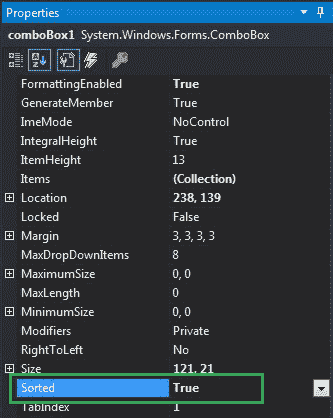 Properties
comboBox1 System.Windows.Forms.ComboBox
FormattingEnabled True
GenerateMember True
ImeMode NoControl
IntegralHeight True
ItemHeight 13
Items (Collection)
Location 238, 139
Locked False
Margin 3, 3, 3, 3
MaxDropDownItems 8
MaximumSize 0, 0
MaxLength 0
MinimumSize 0, 0
Modifiers Private
RightToLeft No
Size 121, 21
Sorted True
TabIndex 1